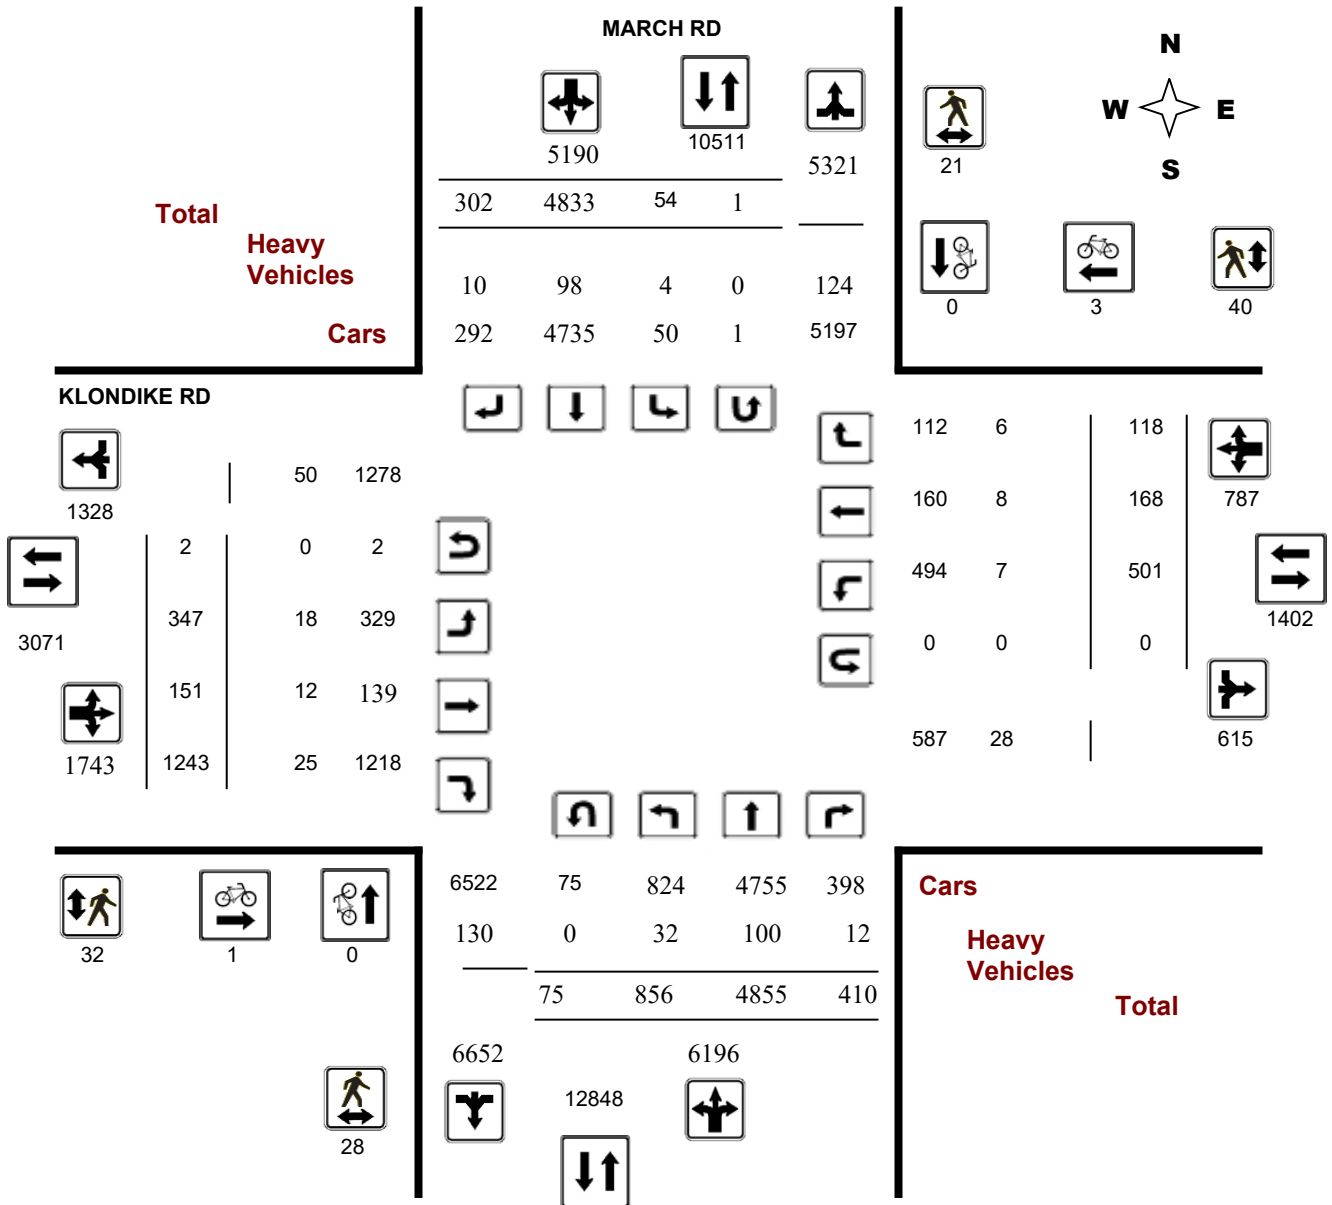 MARCH RD
N
W E
S
5190 10511 5321 21
302 4833 54 1
Total
Heavy
Vehicles
10 98 4 0 124
0 3 40
Cars
292 4735 50 1 5197
KLONDIKE RD
112 6 118
50 1278
160 8 168 787
1328
2 0 2
494 7 501
347 18 329
1402
3071
0 0 0
151 12 139
587 28 615
1743 1243 25 1218
6522 75 824 4755 398
Cars
130 0 32 100 12
Heavy
Vehicles
32 1 0
75 856 4855 410
Total
6652 6196
12848
28